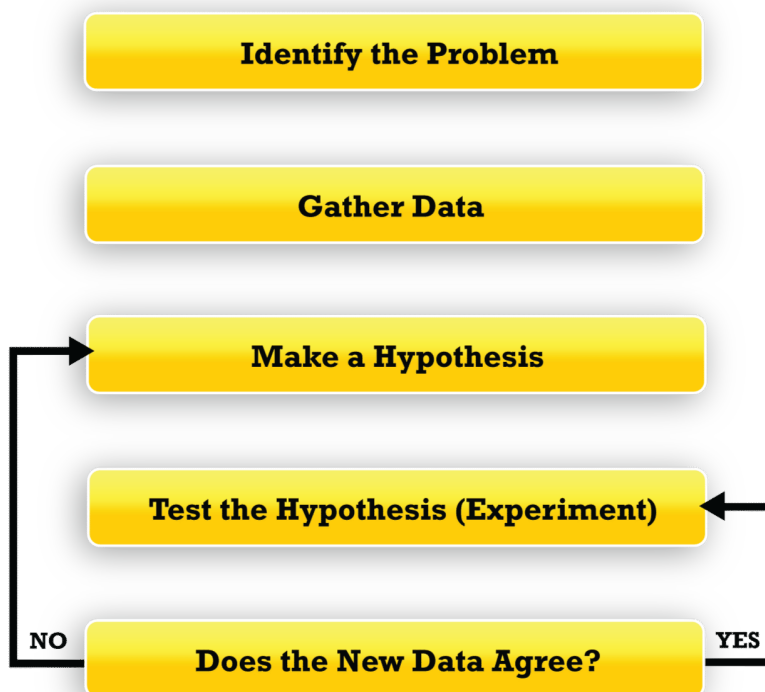 Identify the Problem
Gather Data
Make a Hypothesis
Test the Hypothesis (Experiment)
NO
Does the New Data Agree?
YES